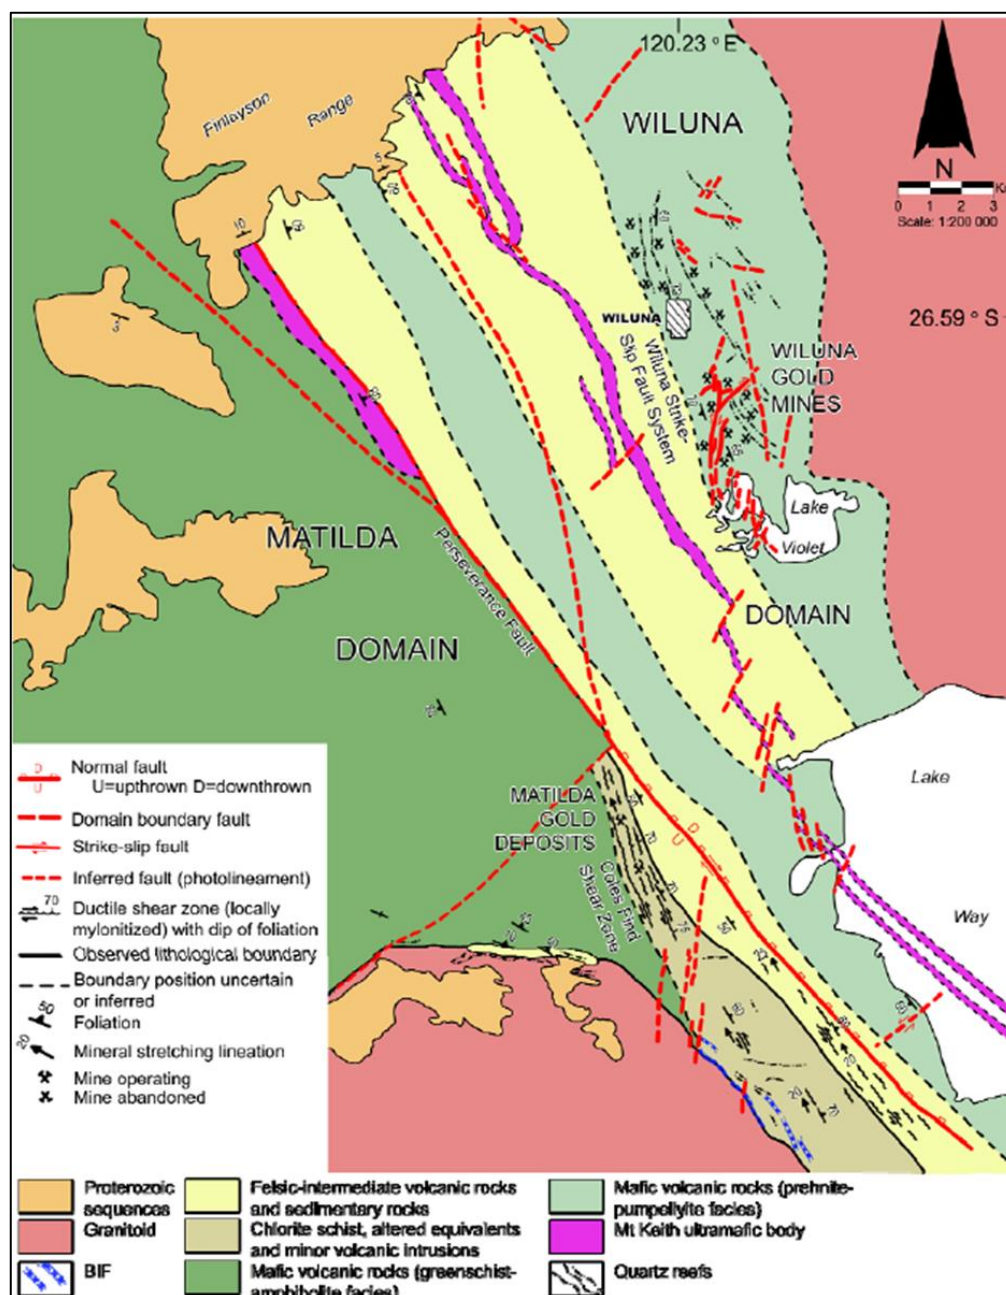 120.23 ° E
Finlayson Range
WILUNA
N
0 1 2 3
Scale: 1:200 000
26.59 ° S
WILUNA
Wiluna Strike-
Slip Fault System
WILUNA
GOLD
MINES
Lake
Violet
MATILDA
DOMAIN
Perseverance Fault
DOMAIN
Lake
Way
MATILDA
GOLD
DEPOSITS
Coles Find
Shear Zone
D
U
Normal fault
U=upthrown D=downthrown
Domain boundary fault
Strike-slip fault
Inferred fault (photolineament)
70
Ductile shear zone (locally
mylonitized) with dip of foliation
Observed lithological boundary
Boundary position uncertain
or inferred
50
Foliation
20
Mineral stretching lineation
Mine operating
Mine abandoned
Proterozoic
sequences
Granitoid
BIF
Felsic-intermediate volcanic rocks
and sedimentary rocks
Chlorite schist, altered equivalents
and minor volcanic intrusions
Mafic volcanic rocks (greenschist-
amphibolite facies)
Mafic volcanic rocks (prehnite-
pumpellyite facies)
Mt Keith ultramafic body
Quartz reefs